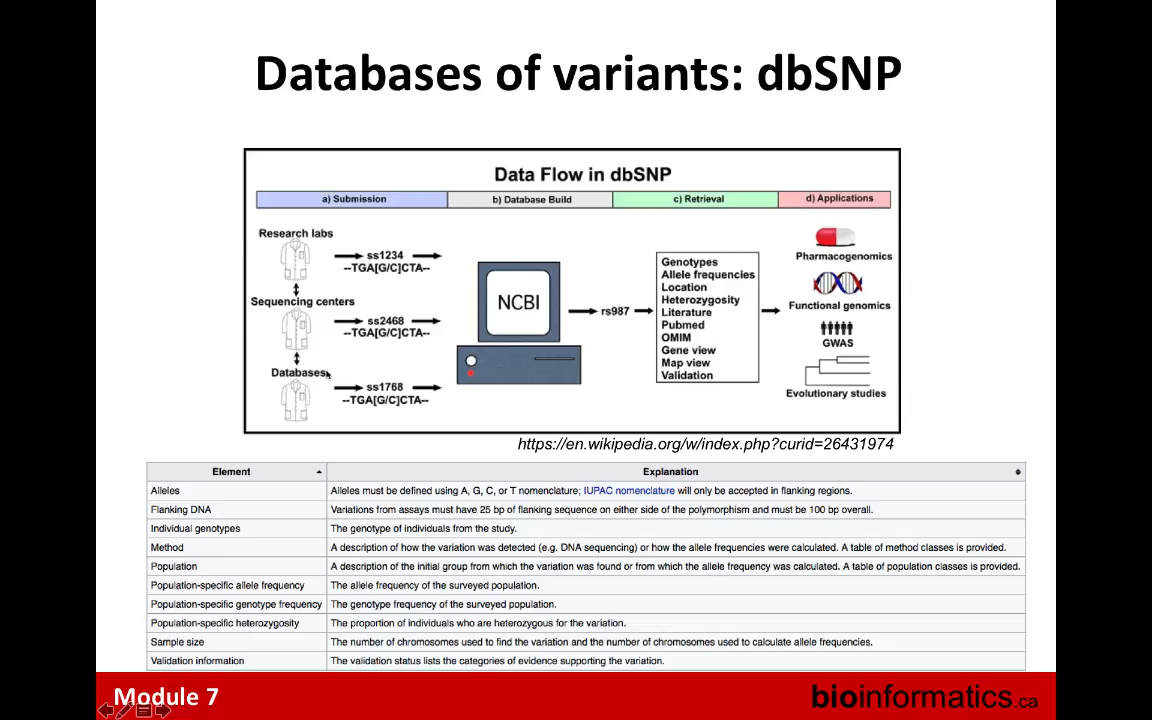 Databases of variants: dbSNP
Data Flow in dbSNP
a) Submission
b) Database Build
c) Retrieval
d) Applications
Research labs
ss1234
--TGA[G/C]CTA--
Sequencing centers
ss2468
--TGA[G/C]CTA--
Databases
ss1768
--TGA[G/C]CTA--
NCBI
rs987
Genotypes
Allele frequencies
Location
Heterozygosity
Literature
Pubmed
OMIM
Gene view
Map view
Validation
Pharmacogenomics
Functional genomics
GWAS
Evolutionary studies
https://en.wikipedia.org/w/index.php?curid=26431974
Element Explanation
Alleles Alleles must be defined using A, G, C, or T nomenclature; IUPAC nomenclature will only be accepted in flanking regions.
Flanking DNA Variations from assays must have 25 bp of flanking sequence on either side of the polymorphism and must be 100 bp overall.
Individual genotypes The genotype of individuals from the study.
Method A description of how the variation was detected (e.g. DNA sequencing) or how the allele frequencies were calculated. A table of method classes is provided.
Population A description of the initial group from which the variation was found or from which the allele frequency was calculated. A table of population classes is provided.
Population-specific allele frequency The allele frequency of the surveyed population.
Population-specific genotype frequency The genotype frequency of the surveyed population.
Population-specific heterozygosity The proportion of individuals who are heterozygous for the variation.
Sample size The number of chromosomes used to find the variation and the number of chromosomes used to calculate allele frequencies.
Validation information The validation status lists the categories of evidence supporting the variation.
Module 7
bioinformatics.ca